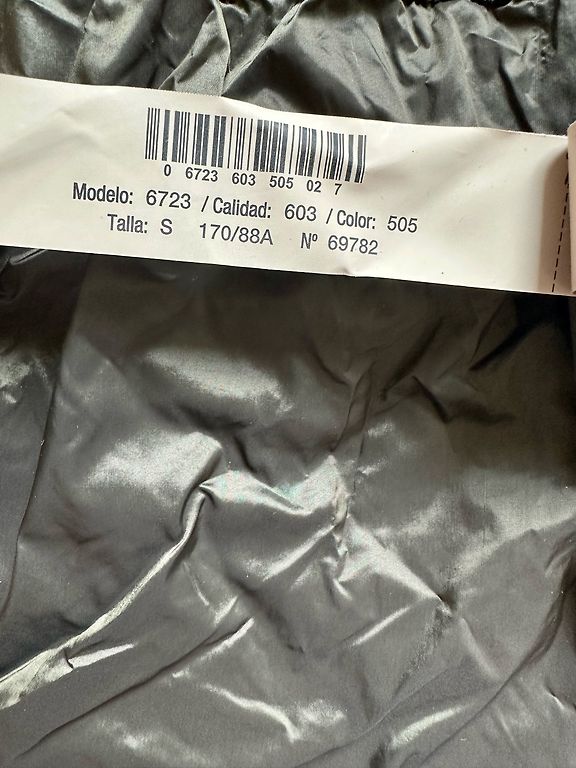 0 6723 603 505 02 7
Modelo: 6723 / Calidad: 603 / Color: 505
Talla: S 170/88A Nº 69782